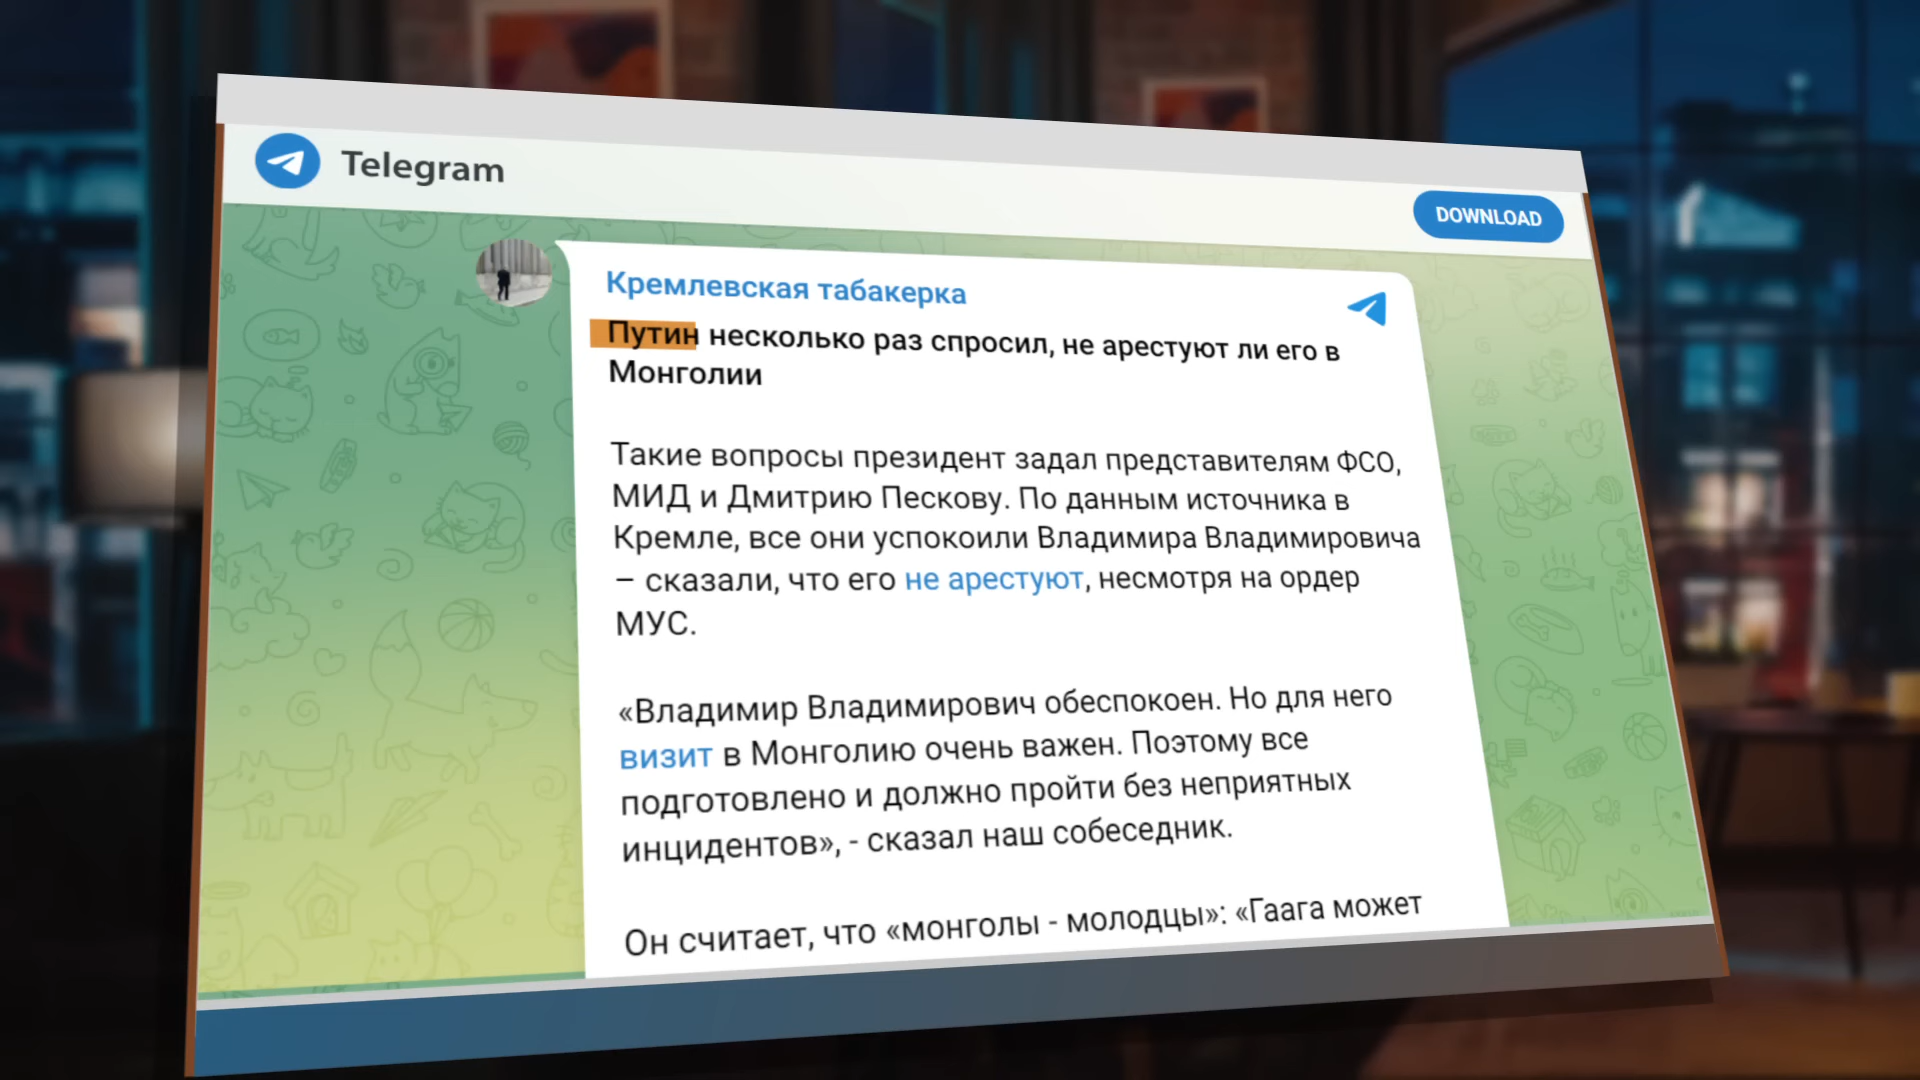 Telegram
DOWNLOAD
Кремлевская табакерка
Путин несколько раз спросил, не арестуют ли его в
Монголии
Такие вопросы президент задал представителям ФСО,
МИД и Дмитрию Пескову. По данным источника в
Кремле, все они успокоили Владимира Владимировича
– сказали, что его не арестуют, несмотря на ордер
МУС.
«Владимир Владимирович обеспокоен. Но для него
визит в Монголию очень важен. Поэтому все
подготовлено и должно пройти без неприятных
инцидентов», - сказал наш собеседник.
Он считает, что «монголы - молодцы»: «Гаага может